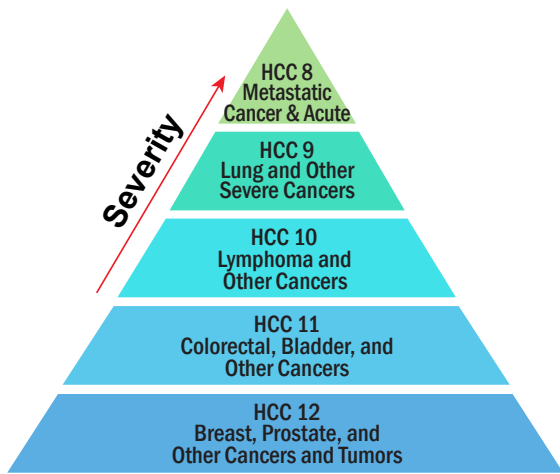 HCC 8
Metastatic
Cancer & Acute
HCC 9
Lung and Other
Severe Cancers
HCC 10
Lymphoma and
Other Cancers
HCC 11
Colorectal, Bladder, and
Other Cancers
HCC 12
Breast, Prostate, and
Other Cancers and Tumors
Severity